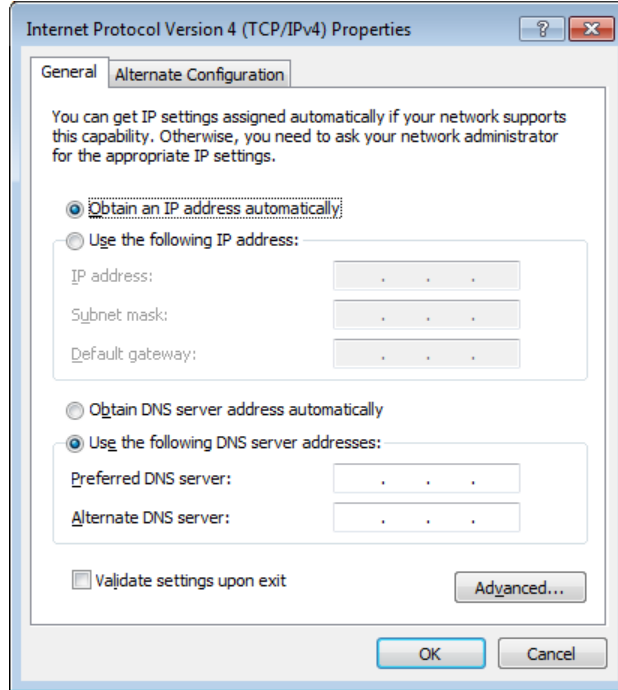 Internet Protocol Version 4 (TCP/IPv4) Properties
General
Alternate Configuration
You can get IP settings assigned automatically if your network supports
this capability. Otherwise, you need to ask your network administrator
for the appropriate IP settings.
Obtain an IP address automatically
Use the following IP address:
IP address:
Subnet mask:
Default gateway:
Obtain DNS server address automatically
Use the following DNS server addresses:
Preferred DNS server:
Alternate DNS server:
Validate settings upon exit
Advanced...
OK
Cancel